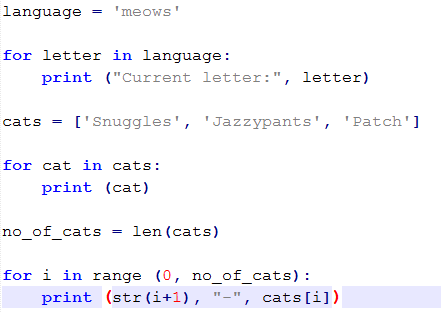 language = 'meows'
for letter in language:
print ("Current letter:", letter)
cats = ['Snuggles', 'Jazzypants', 'Patch']
for cat in cats:
print (cat)
no_of_cats = len(cats)
for i in range (0, no_of_cats):
print (str(i+1), "-", cats[i])